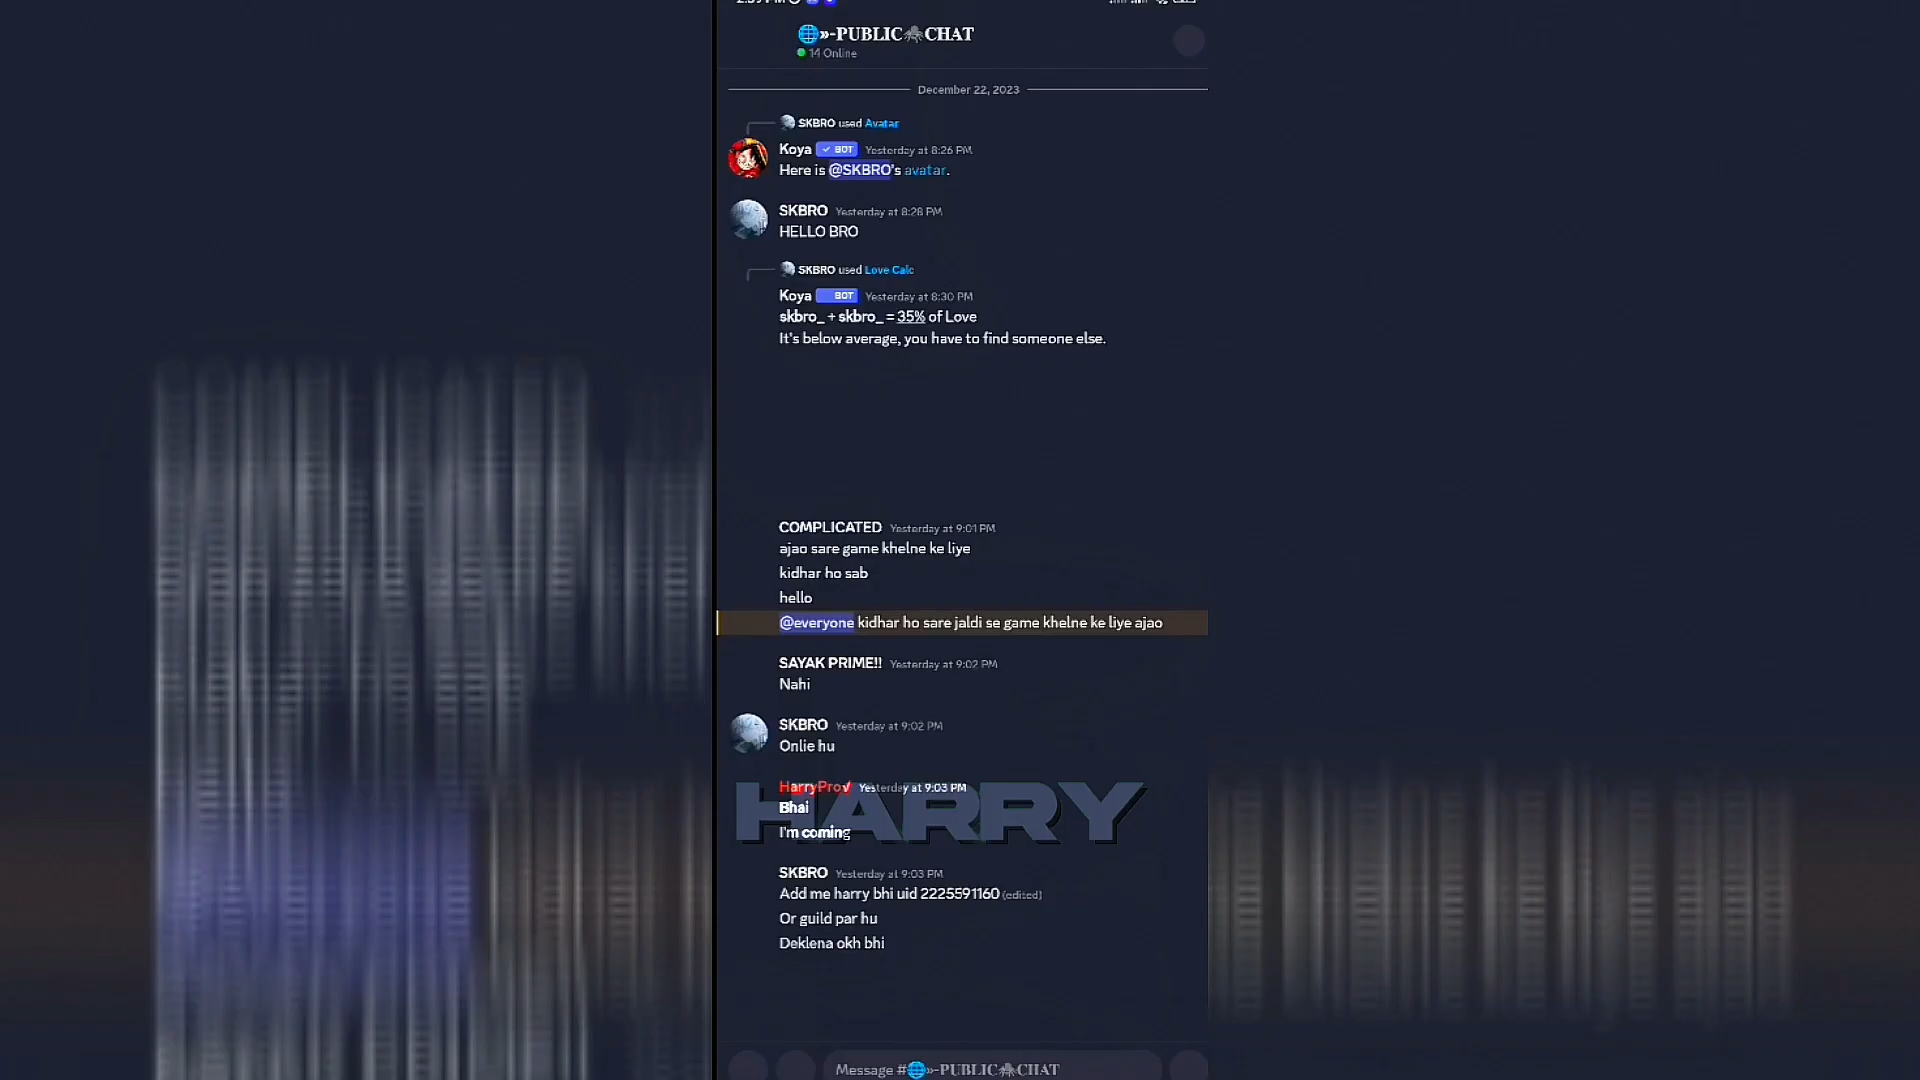 🌐»-PUBLIC🕷CHAT
14 Online
December 22, 2023
SKBRO used Avatar
Koya ✓ BOT Yesterday at 8:26 PM
Here is @SKBRO's avatar.
SKBRO Yesterday at 8:28 PM
HELLO BRO
SKBRO used Love Calc
Koya BOT Yesterday at 8:30 PM
skbro_ + skbro_ = 35% of Love
It's below average, you have to find someone else.
COMPLICATED Yesterday at 9:01 PM
ajao sare game khelne ke liye
kidhar ho sab
hello
@everyone kidhar ho sare jaldi se game khelne ke liye ajao
SAYAK PRIME!! Yesterday at 9:02 PM
Nahi
SKBRO Yesterday at 9:02 PM
Onlie hu
HarryPro√ Yesterday at 9:03 PM
Bhai
I'm coming
HARRY
SKBRO Yesterday at 9:03 PM
Add me harry bhi uid 2225591160 (edited)
Or guild par hu
Deklena okh bhi
Message #🌐»-PUBLIC🕷CHAT